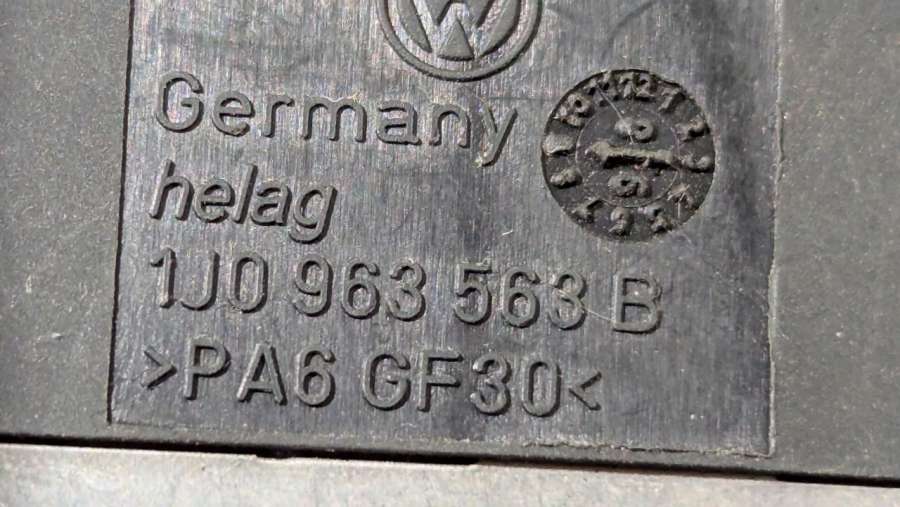 Germany
helag
1J0 963 563 B
>PA6 GF30<